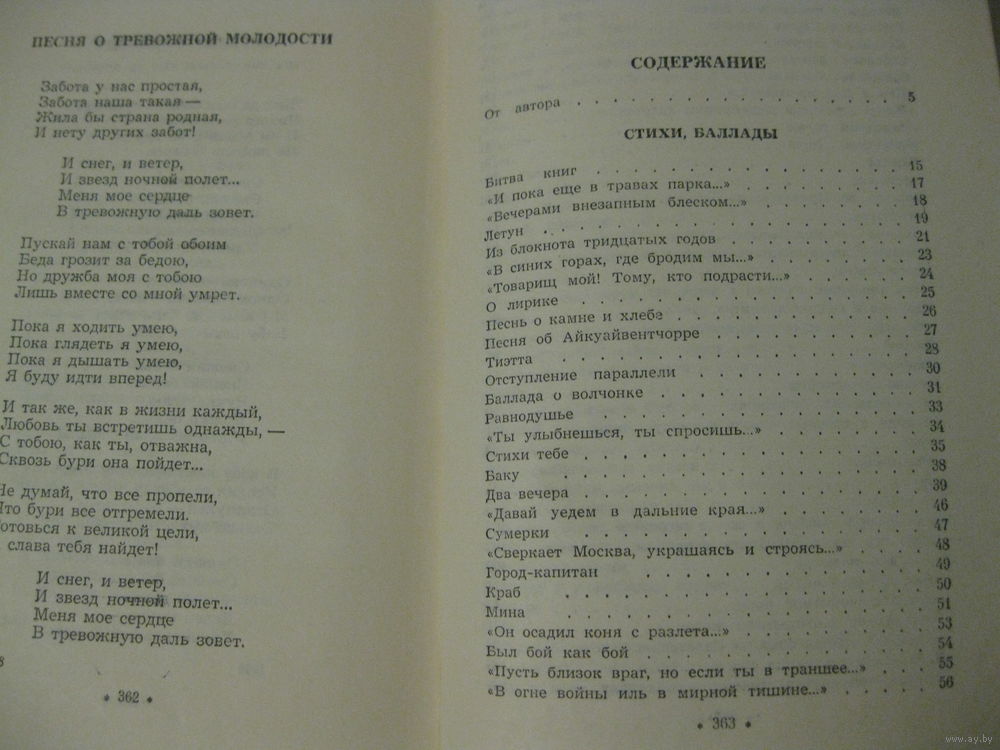 ПЕСНЯ О ТРЕВОЖНОЙ МОЛОДОСТИ
Забота у нас простая,
Забота наша такая —
Жила бы страна родная,
И нету других забот!
И снег, и ветер,
И звезд ночной полет...
Меня мое сердце
В тревожную даль зовет.
Пускай нам с тобой обоим
Беда грозит за бедою,
Но дружба моя с тобою
Лишь вместе со мной умрет.
Пока я ходить умею,
Пока глядеть я умею,
Пока я дышать умею,
Я буду идти вперед!
И так же, как в жизни каждый,
Любовь ты встретишь однажды, —
С тобою, как ты, отважна,
Сквозь бури она пойдет...
Не думай, что все пропели,
Что бури все отгремели.
отовься к великой цели,
слава тебя найдет!
И снег, и ветер,
И звезд ночной полет...
Меня мое сердце
В тревожную даль зовет.
8
* 362 *
СОДЕРЖАНИЕ
От автора . . . . . . . . . . . . . . . . 5
СТИХИ, БАЛЛАДЫ
Битва книг . . . . . . . . . . . . . . . 15
«И пока еще в травах парка...» . . . . . . . . 17
«Вечерами внезапным блеском...» . . . . . . . 18
Летун . . . . . . . . . . . . . . . . . 19
Из блокнота тридцатых годов . . . . . . . . . 21
«В синих горах, где бродим мы...» . . . . . . . 23
«Товарищ мой! Тому, кто подрасти...» . . . . . . 24
О лирике . . . . . . . . . . . . . . . 25
Песнь о камне и хлебе . . . . . . . . . . . 26
Песня об Айкуайвентчорре . . . . . . . . . . 27
Тиэтта . . . . . . . . . . . . . . . . 28
Отступление параллели . . . . . . . . . . . 30
Баллада о волчонке . . . . . . . . . . . . 31
Равнодушье . . . . . . . . . . . . . . 33
«Ты улыбнешься, ты спросишь...» . . . . . . . 34
Стихи тебе . . . . . . . . . . . . . . . 35
Баку . . . . . . . . . . . . . . . . 38
Два вечера . . . . . . . . . . . . . . . 39
«Давай уедем в дальние края...» . . . . . . . . 46
Сумерки . . . . . . . . . . . . . . . 47
«Сверкает Москва, украшаясь и строясь...» . . . . 48
Город-капитан . . . . . . . . . . . . . 49
Краб . . . . . . . . . . . . . . . . 50
Мина . . . . . . . . . . . . . . . . 51
«Он осадил коня с разлета...» . . . . . . . . . 53
Был бой как бой . . . . . . . . . . . . . 54
«Пусть близок враг, но если ты в траншее...» . . . . 55
«В огне войны иль в мирной тишине...» . . . . . 56
* 363 *
www.ay.by